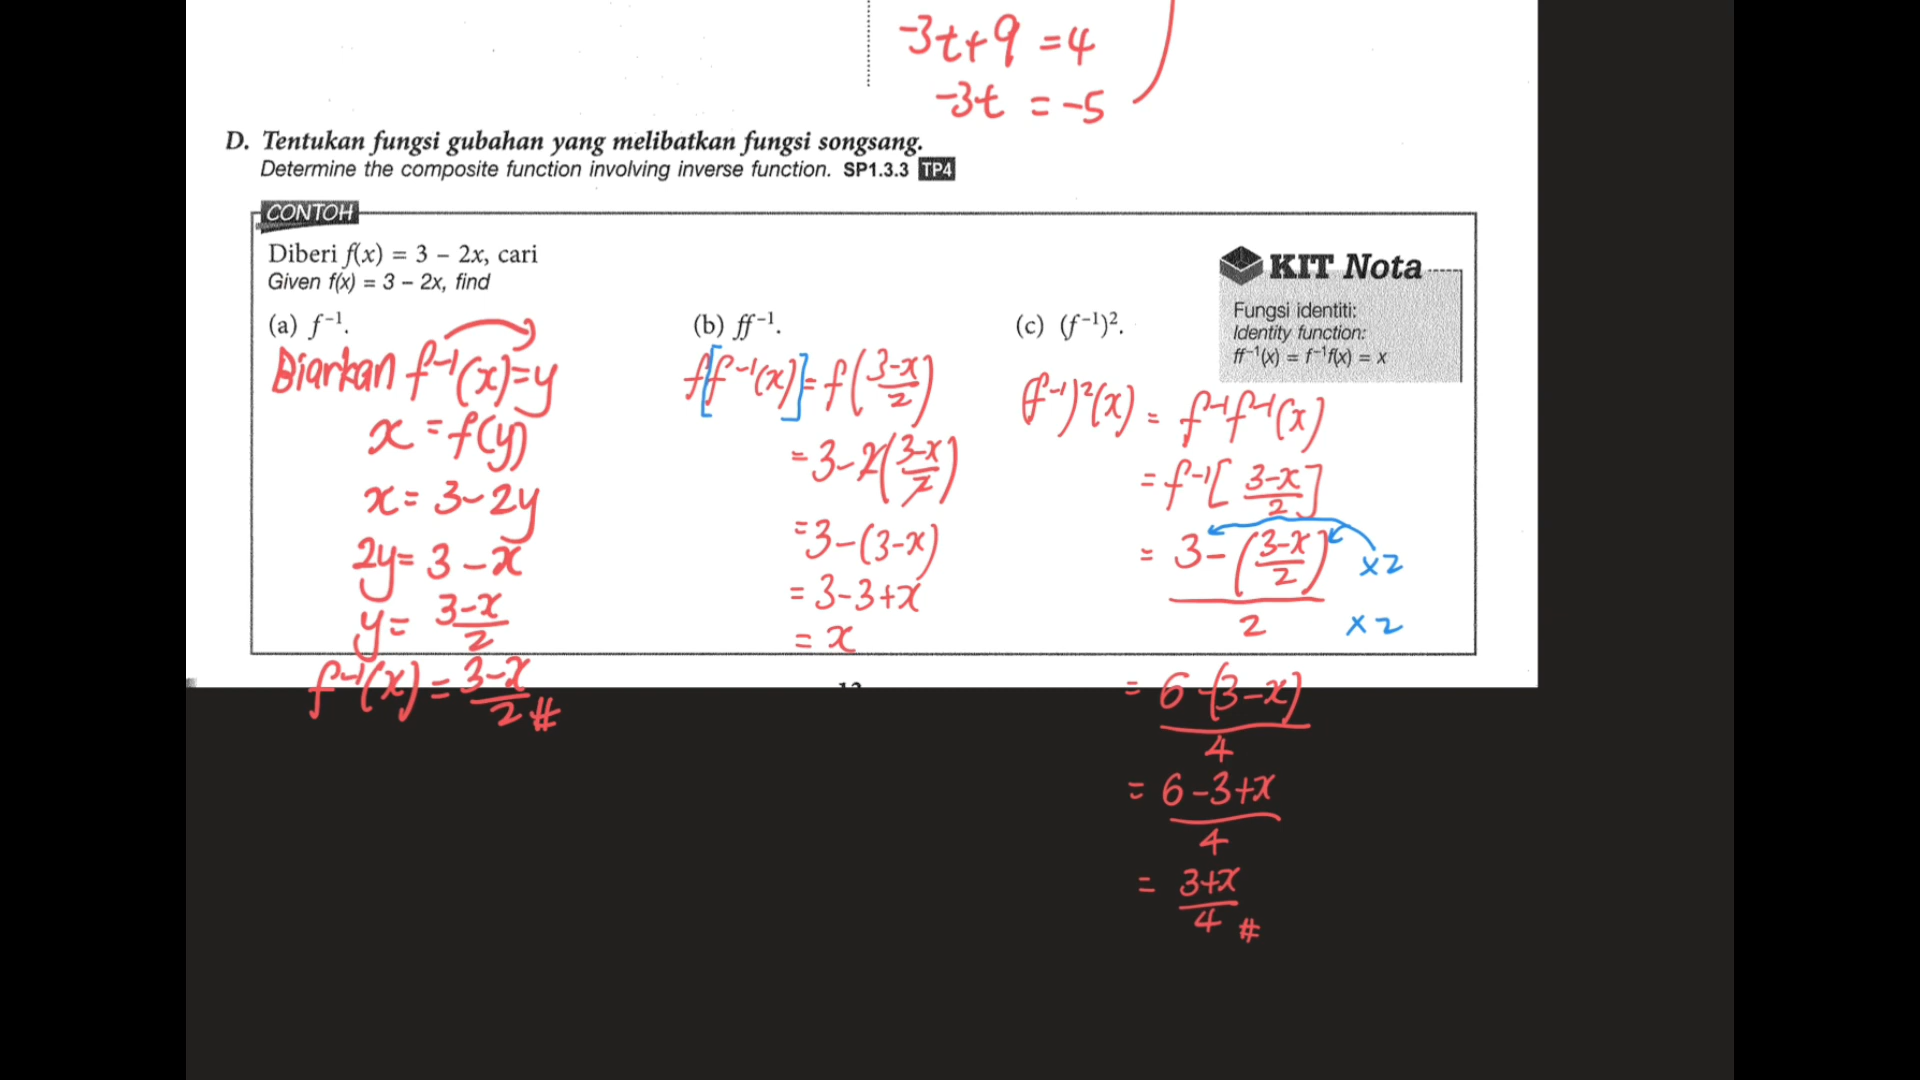 -3t+9 = 4
-3t = -5
D. Tentukan fungsi gubahan yang melibatkan fungsi songsang.
Determine the composite function involving inverse function. SP1.3.3 TP4
CONTOH
Diberi f(x) = 3 – 2x, cari
Given f(x) = 3 – 2x, find
KIT Nota
Fungsi identiti:
Identity function:
ff⁻¹(x) = f⁻¹f(x) = x
(a) f⁻¹.
Biarkan f⁻¹(x)=y
x = f(y)
x = 3-2y
2y = 3-x
y = (3-x)/2
f⁻¹(x) = (3-x)/2 #
(b) ff⁻¹.
f[f⁻¹(x)] = f((3-x)/2)
= 3-2((3-x)/2)
= 3-(3-x)
= 3-3+x
= x
(c) (f⁻¹)².
(f⁻¹)²(x) = f⁻¹f⁻¹(x)
= f⁻¹[(3-x)/2]
= (3-((3-x)/2))/2 ×2 ×2
= (6-(3-x))/4
= (6-3+x)/4
= (3+x)/4 #